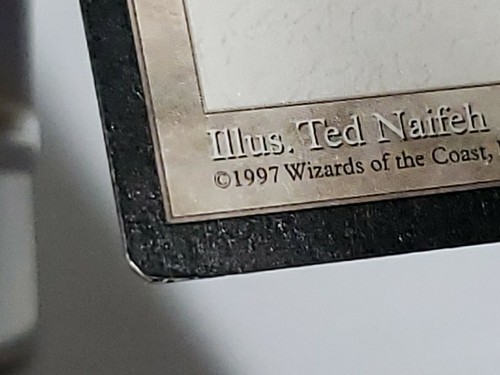 Illus. Ted Naifeh
©1997 Wizards of the Coast,